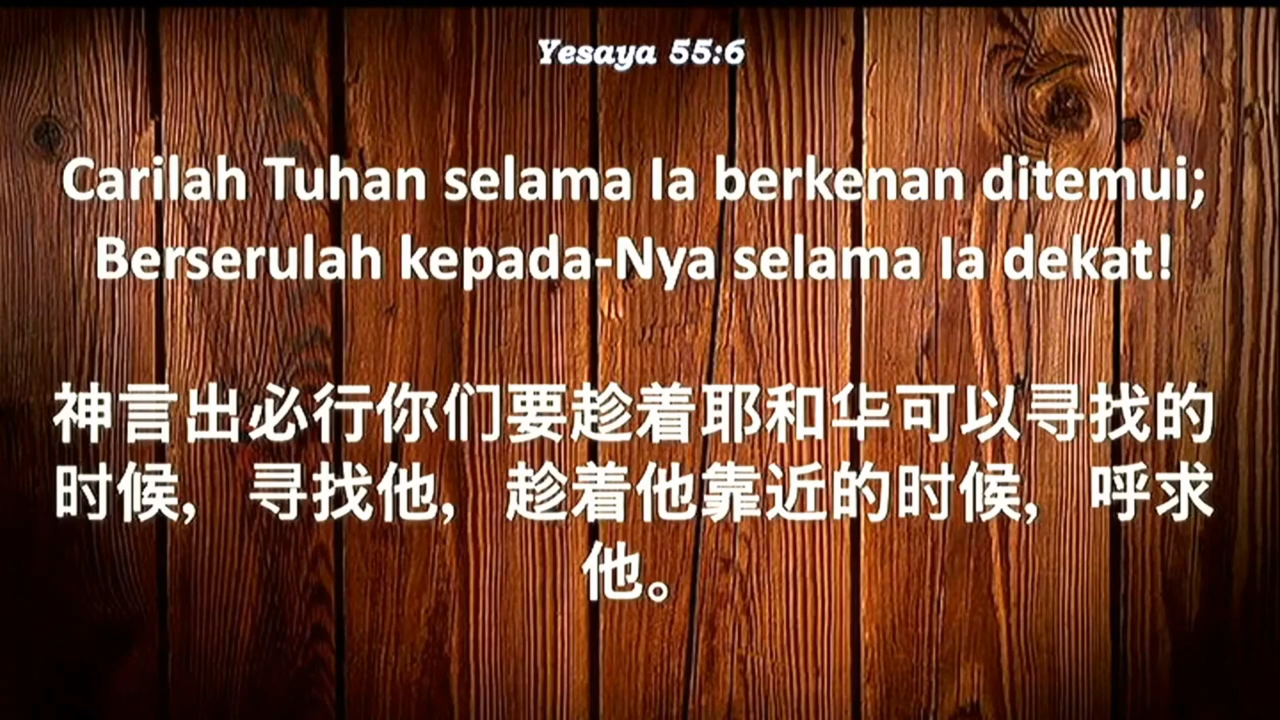 Yesaya 55:6
Carilah Tuhan selama Ia berkenan ditemui;
Berserulah kepada-Nya selama Ia dekat!
神言出必行你们要趁着耶和华可以寻找的
时候，寻找他，趁着他靠近的时候，呼求
他。